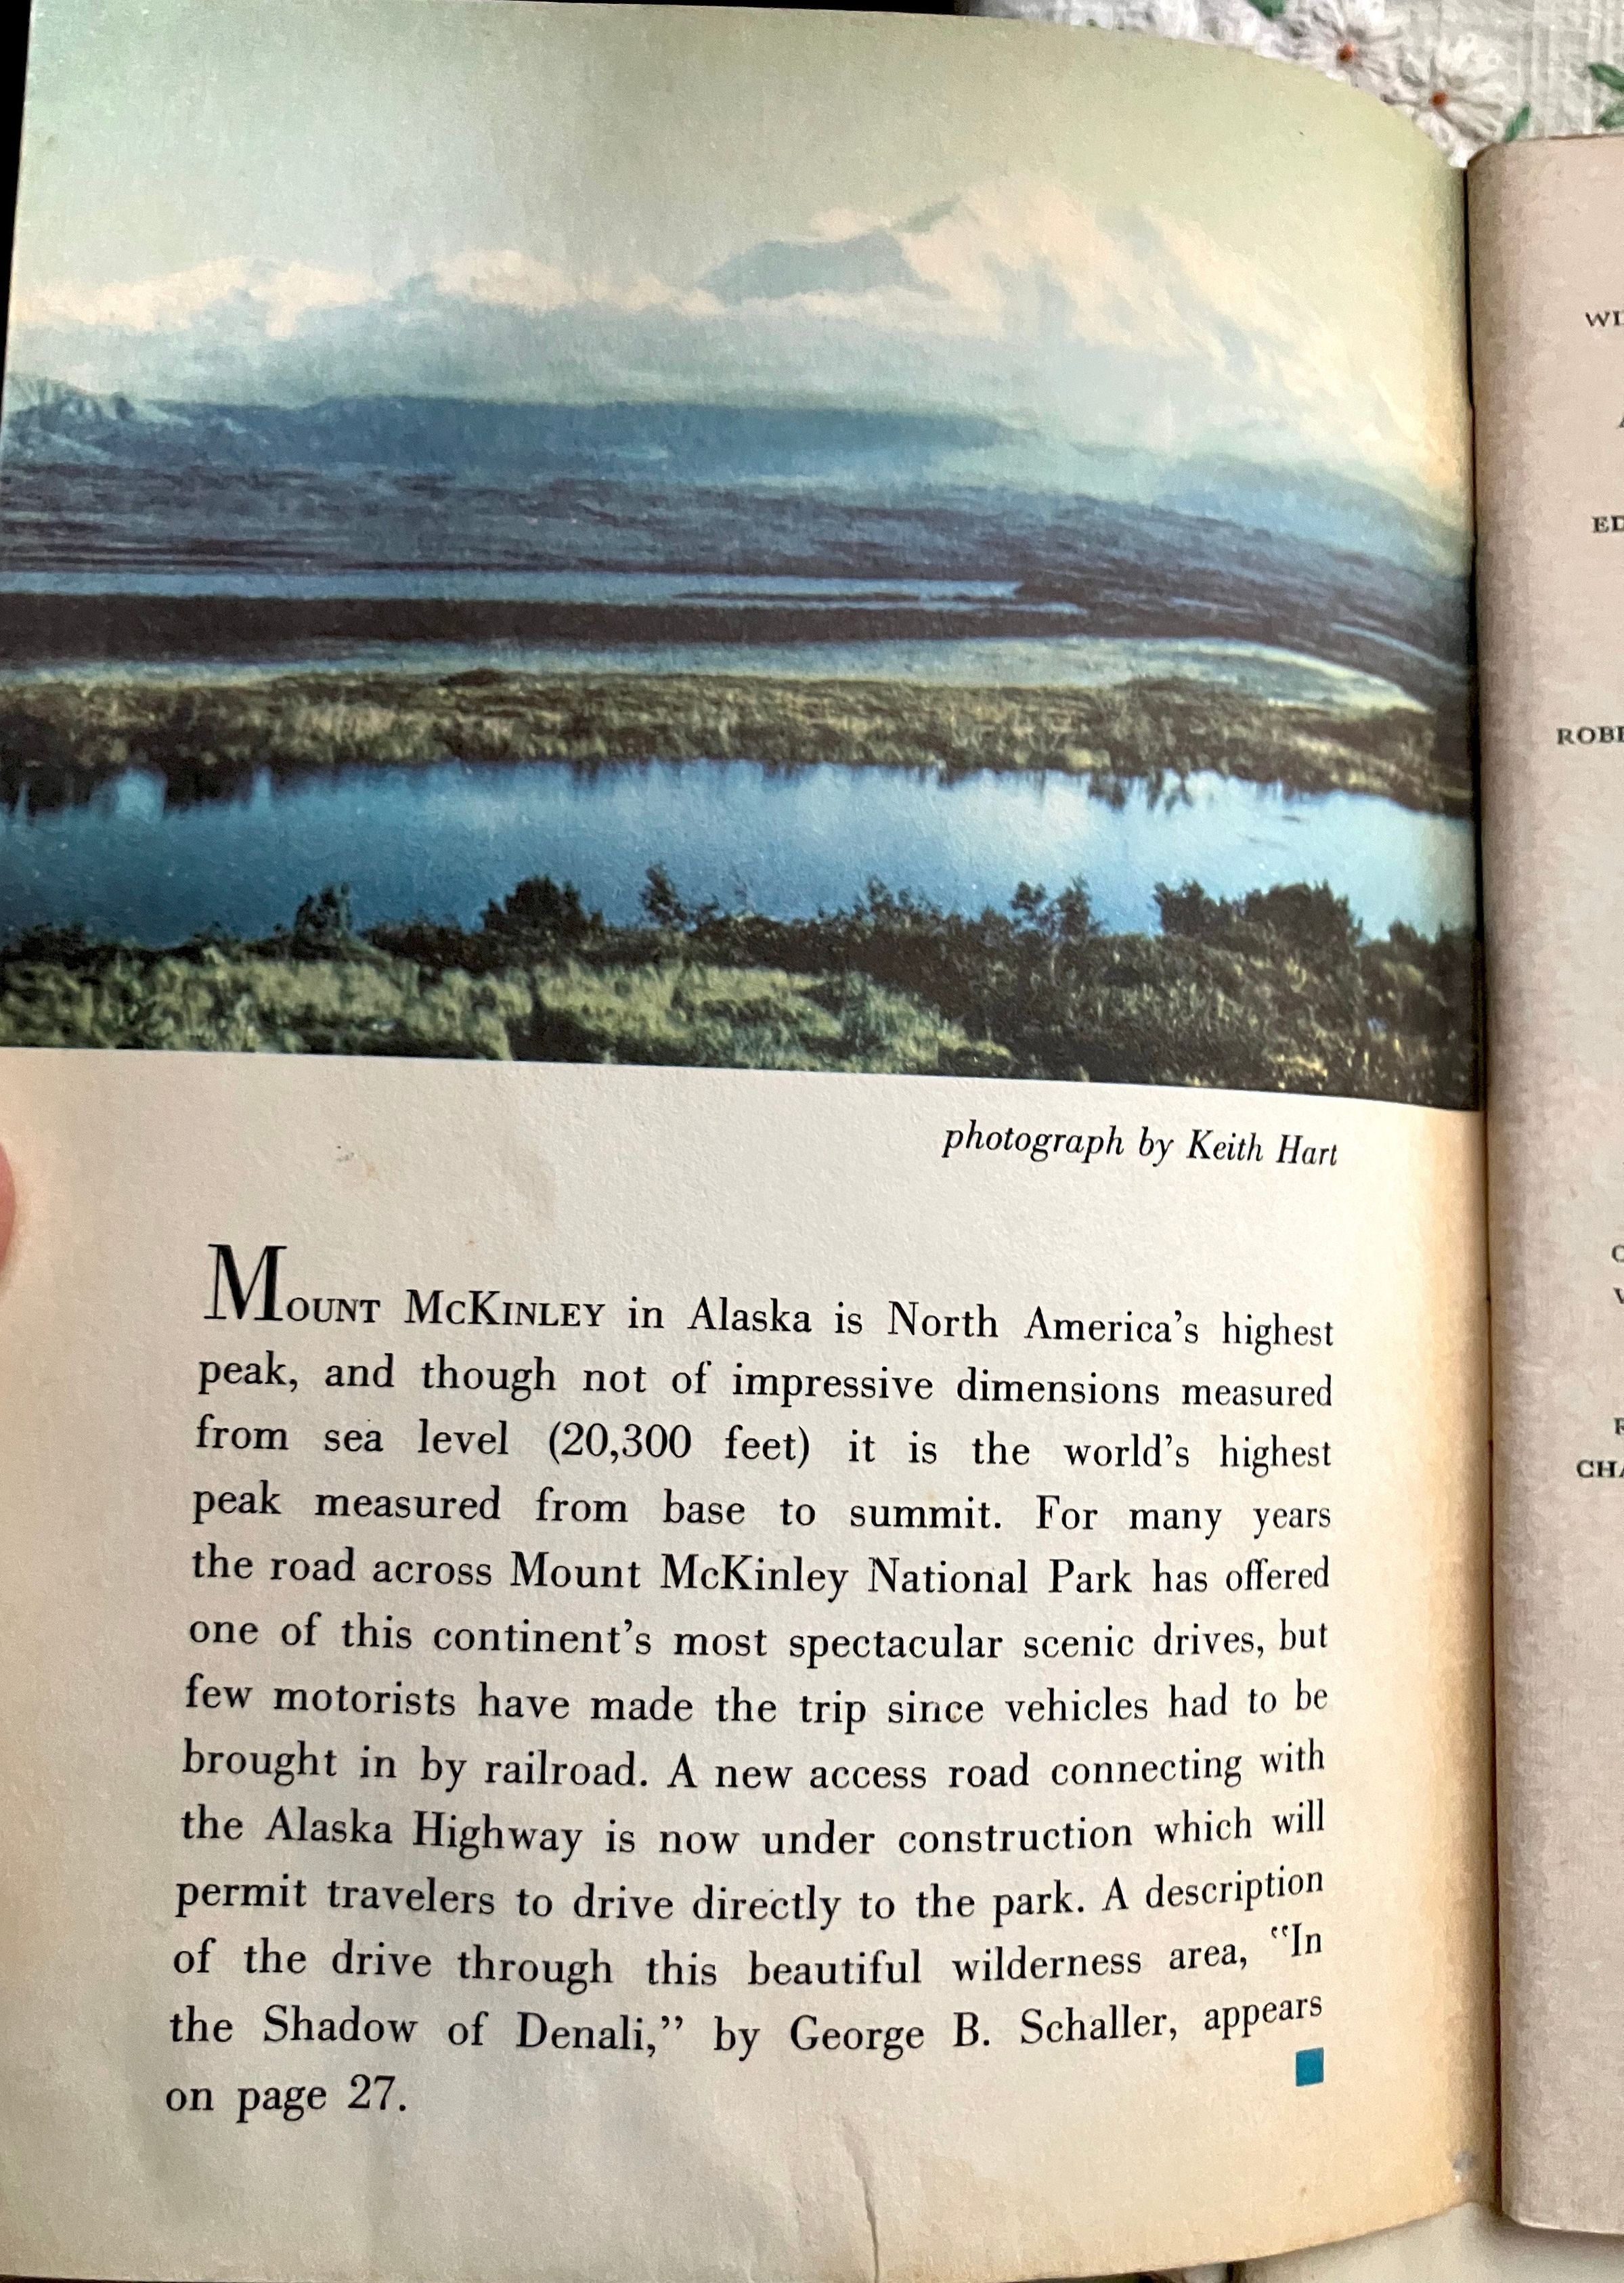 photograph by Keith Hart
MOUNT MCKINLEY in Alaska is North America's highest
peak, and though not of impressive dimensions measured
from sea level (20,300 feet) it is the world's highest
peak measured from base to summit. For many years
the road across Mount McKinley National Park has offered
one of this continent's most spectacular scenic drives, but
few motorists have made the trip since vehicles had to be
brought in by railroad. A new access road connecting with
the Alaska Highway is now under construction which will
permit travelers to drive directly to the park. A description
of the drive through this beautiful wilderness area, "In
the Shadow of Denali," by George B. Schaller, appears
on page 27.